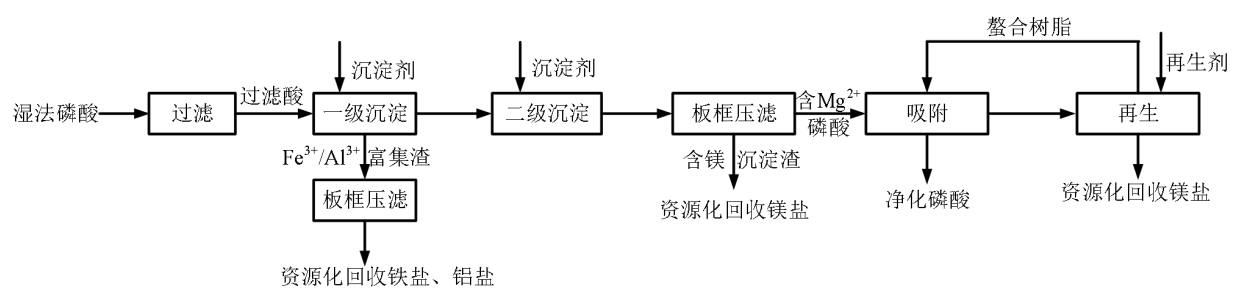 螯合树脂
沉淀剂
沉淀剂
再生剂
湿法磷酸
过滤
过滤酸
一级沉淀
二级沉淀
板框压滤
含Mg²⁺
磷酸
吸附
再生
Fe³⁺/Al³⁺富集渣
含镁沉淀渣
板框压滤
资源化回收镁盐
净化磷酸
资源化回收镁盐
资源化回收铁盐、铝盐